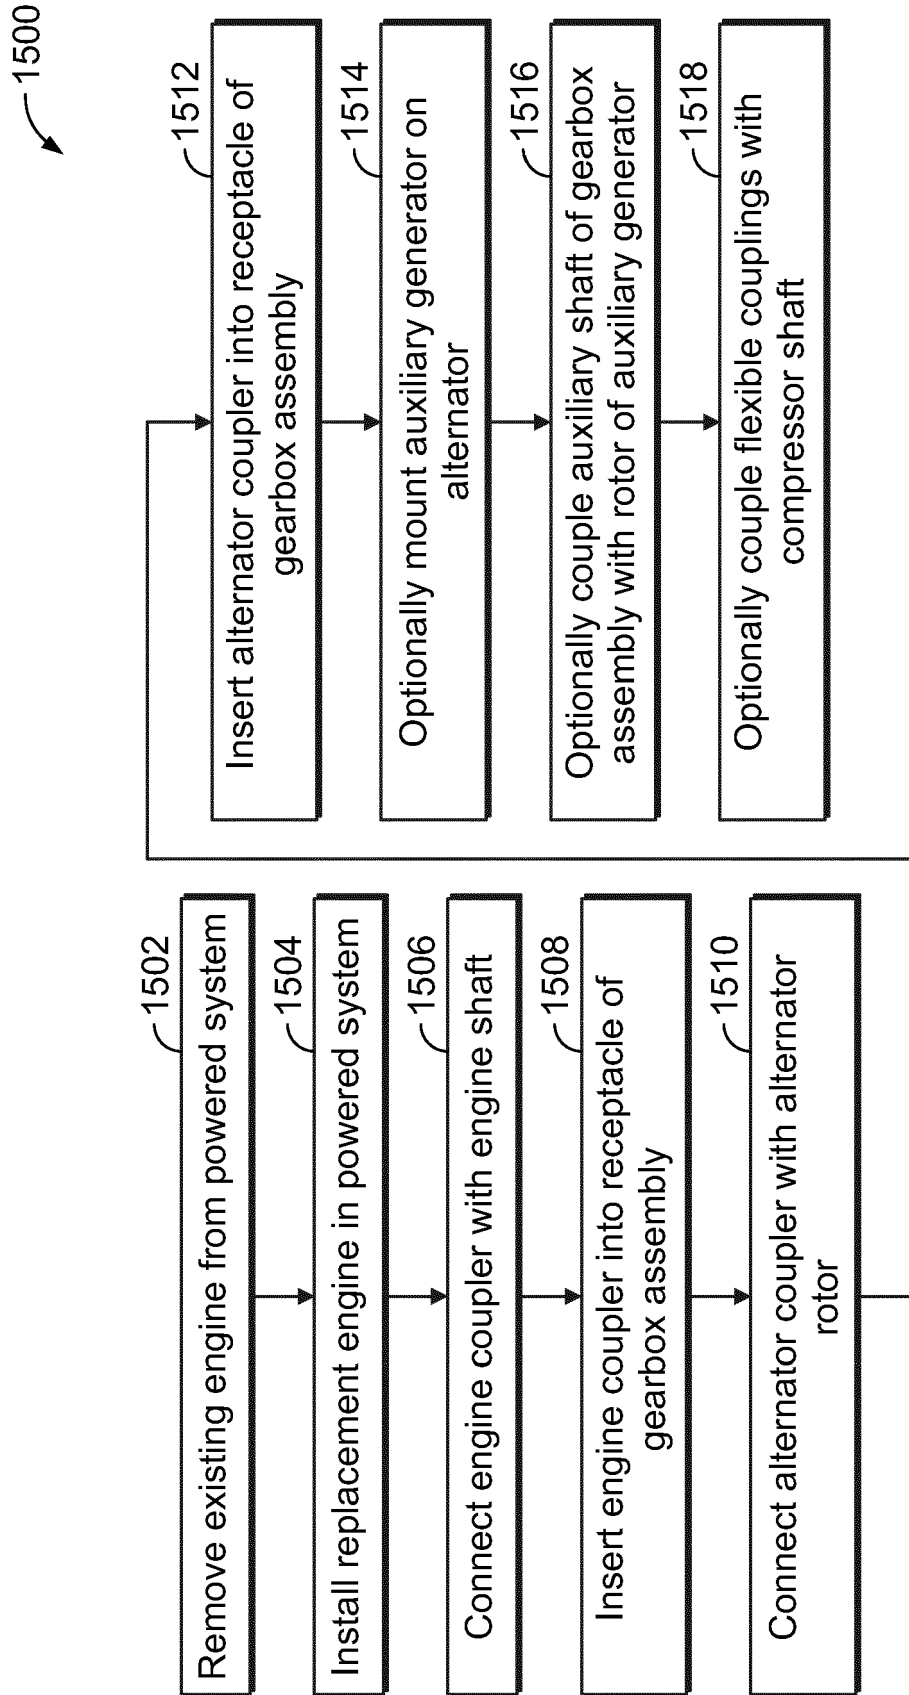 1500
1502
Remove existing engine from powered system
1504
Install replacement engine in powered system
1506
Connect engine coupler with engine shaft
1508
Insert engine coupler into receptacle of
gearbox assembly
1510
Connect alternator coupler with alternator
rotor
1512
Insert alternator coupler into receptacle of
gearbox assembly
1514
Optionally mount auxiliary generator on
alternator
1516
Optionally couple auxiliary shaft of gearbox
assembly with rotor of auxiliary generator
1518
Optionally couple flexible couplings with
compressor shaft